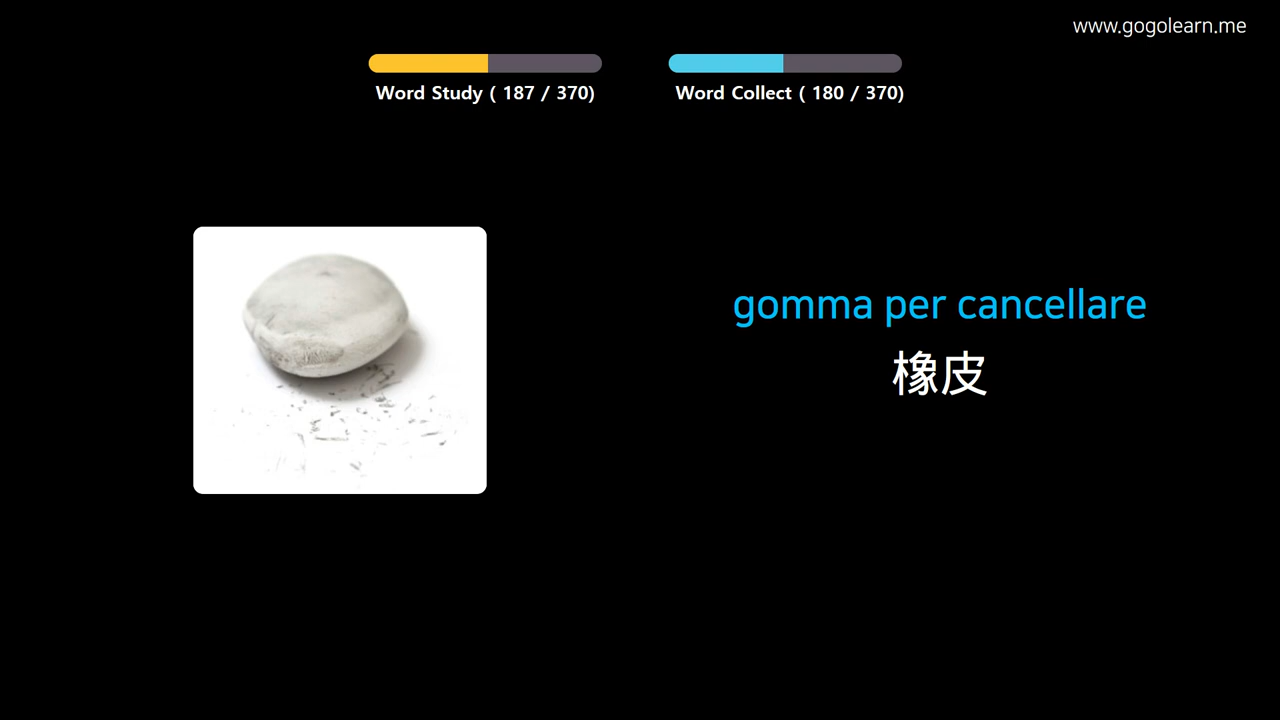 www.gogolearn.me
Word Study ( 187 / 370)
Word Collect ( 180 / 370)
gomma per cancellare
橡皮